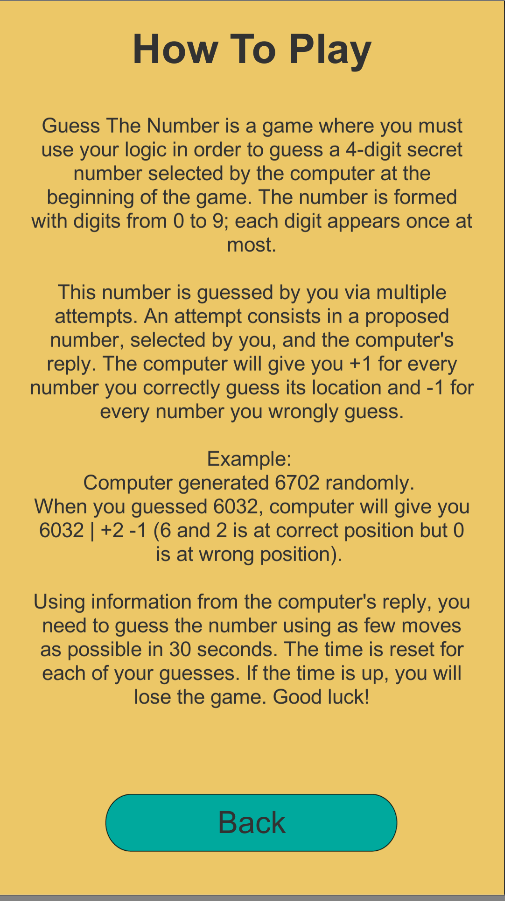 How To Play
Guess The Number is a game where you must
use your logic in order to guess a 4-digit secret
number selected by the computer at the
beginning of the game. The number is formed
with digits from 0 to 9; each digit appears once at
most.
This number is guessed by you via multiple
attempts. An attempt consists in a proposed
number, selected by you, and the computer's
reply. The computer will give you +1 for every
number you correctly guess its location and -1 for
every number you wrongly guess.
Example:
Computer generated 6702 randomly.
When you guessed 6032, computer will give you
6032 | +2 -1 (6 and 2 is at correct position but 0
is at wrong position).
Using information from the computer's reply, you
need to guess the number using as few moves
as possible in 30 seconds. The time is reset for
each of your guesses. If the time is up, you will
lose the game. Good luck!
Back